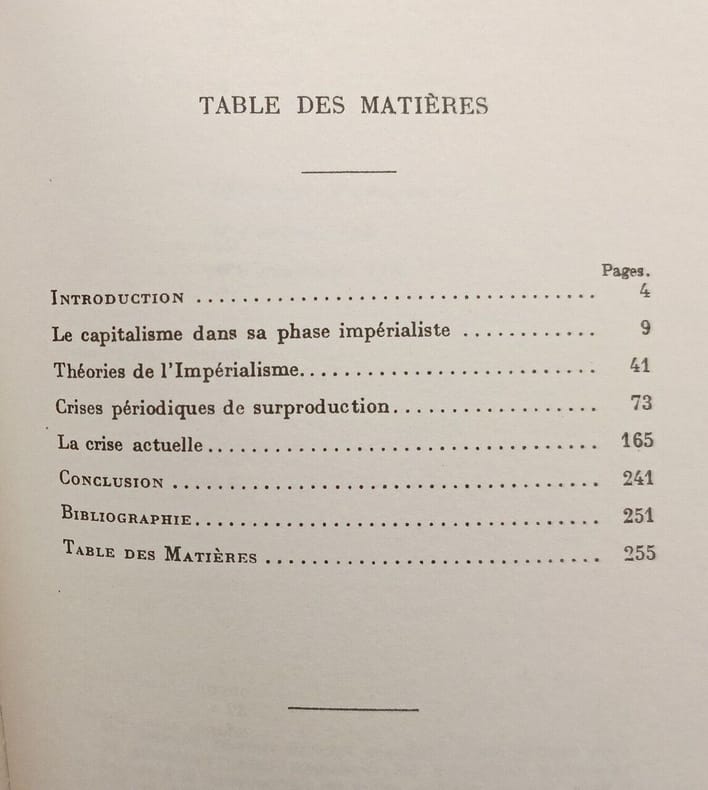 TABLE DES MATIÈRES
Pages.
INTRODUCTION .................................... 4
Le capitalisme dans sa phase impérialiste ............ 9
Théories de l'Impérialisme.......................... 41
Crises périodiques de surproduction.................. 73
La crise actuelle.................................. 165
CONCLUSION ..................................... 241
BIBLIOGRAPHIE.................................... 251
TABLE DES MATIÈRES .............................. 255